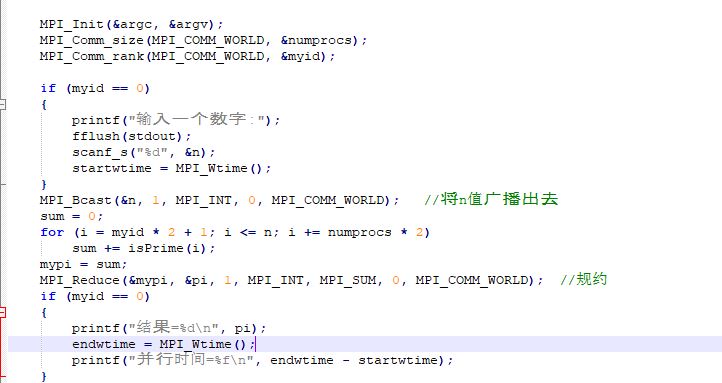 MPI_Init(&argc, &argv);
MPI_Comm_size(MPI_COMM_WORLD, &numprocs);
MPI_Comm_rank(MPI_COMM_WORLD, &myid);
if (myid == 0)
{
printf("输入一个数字:");
fflush(stdout);
scanf_s("%d", &n);
startwtime = MPI_Wtime();
}
MPI_Bcast(&n, 1, MPI_INT, 0, MPI_COMM_WORLD); //将n值广播出去
sum = 0;
for (i = myid * 2 + 1; i <= n; i += numprocs * 2)
sum += isPrime(i);
mypi = sum;
MPI_Reduce(&mypi, &pi, 1, MPI_INT, MPI_SUM, 0, MPI_COMM_WORLD); //规约
if (myid == 0)
{
printf("结果=%d\n", pi);
endwtime = MPI_Wtime();
printf("并行时间=%f\n", endwtime - startwtime);
}